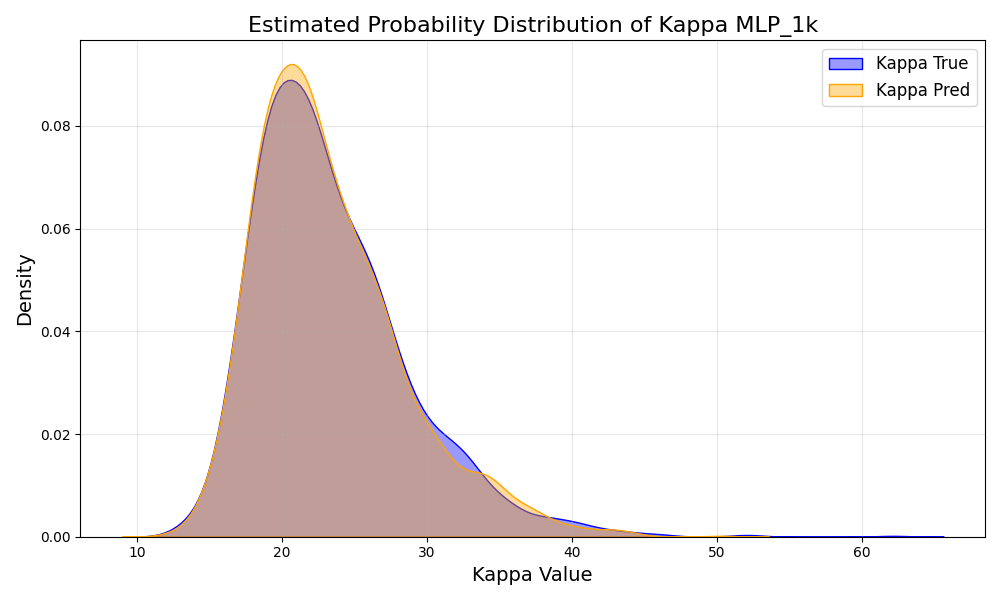 Estimated Probability Distribution of Kappa MLP_1k
Kappa True
Kappa Pred
Density
0.08
0.06
0.04
0.02
0.00
10 20 30 40 50 60
Kappa Value